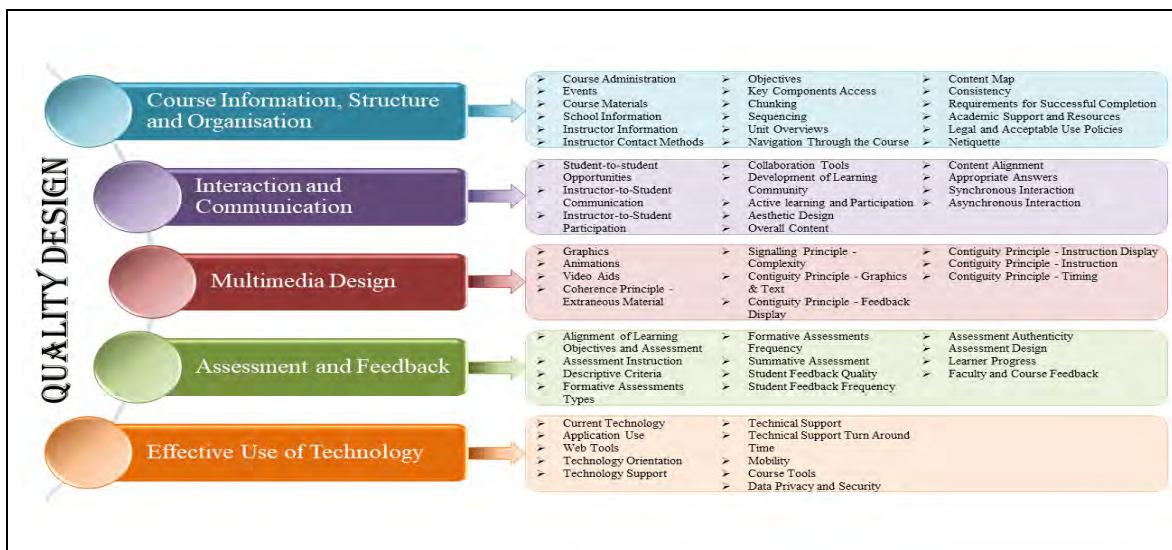 QUALITY DESIGN
Course Information, Structure
and Organisation
➢ Course Administration
➢ Events
➢ Course Materials
➢ School Information
➢ Instructor Information
➢ Instructor Contact Methods
➢ Objectives
➢ Key Components Access
➢ Chunking
➢ Sequencing
➢ Unit Overviews
➢ Navigation Through the Course
➢ Content Map
➢ Consistency
➢ Requirements for Successful Completion
➢ Academic Support and Resources
➢ Legal and Acceptable Use Policies
➢ Netiquette
Interaction and
Communication
➢ Student-to-student
Opportunities
➢ Instructor-to-Student
Communication
➢ Instructor-to-Student
Participation
➢ Collaboration Tools
➢ Development of Learning
Community
➢ Active learning and Participation
➢ Aesthetic Design
➢ Overall Content
➢ Content Alignment
➢ Appropriate Answers
➢ Synchronous Interaction
➢ Asynchronous Interaction
Multimedia Design
➢ Graphics
➢ Animations
➢ Video Aids
➢ Coherence Principle -
Extraneous Material
➢ Signalling Principle -
Complexity
➢ Contiguity Principle - Graphics
& Text
➢ Contiguity Principle - Feedback
Display
➢ Contiguity Principle - Instruction Display
➢ Contiguity Principle - Instruction
➢ Contiguity Principle - Timing
Assessment and Feedback
➢ Alignment of Learning
Objectives and Assessment
➢ Assessment Instruction
➢ Descriptive Criteria
➢ Formative Assessments
Types
➢ Formative Assessments
Frequency
➢ Summative Assessment
➢ Student Feedback Quality
➢ Student Feedback Frequency
➢ Assessment Authenticity
➢ Assessment Design
➢ Learner Progress
➢ Faculty and Course Feedback
Effective Use of Technology
➢ Current Technology
➢ Application Use
➢ Web Tools
➢ Technology Orientation
➢ Technology Support
➢ Technical Support
➢ Technical Support Turn Around
Time
➢ Mobility
➢ Course Tools
➢ Data Privacy and Security